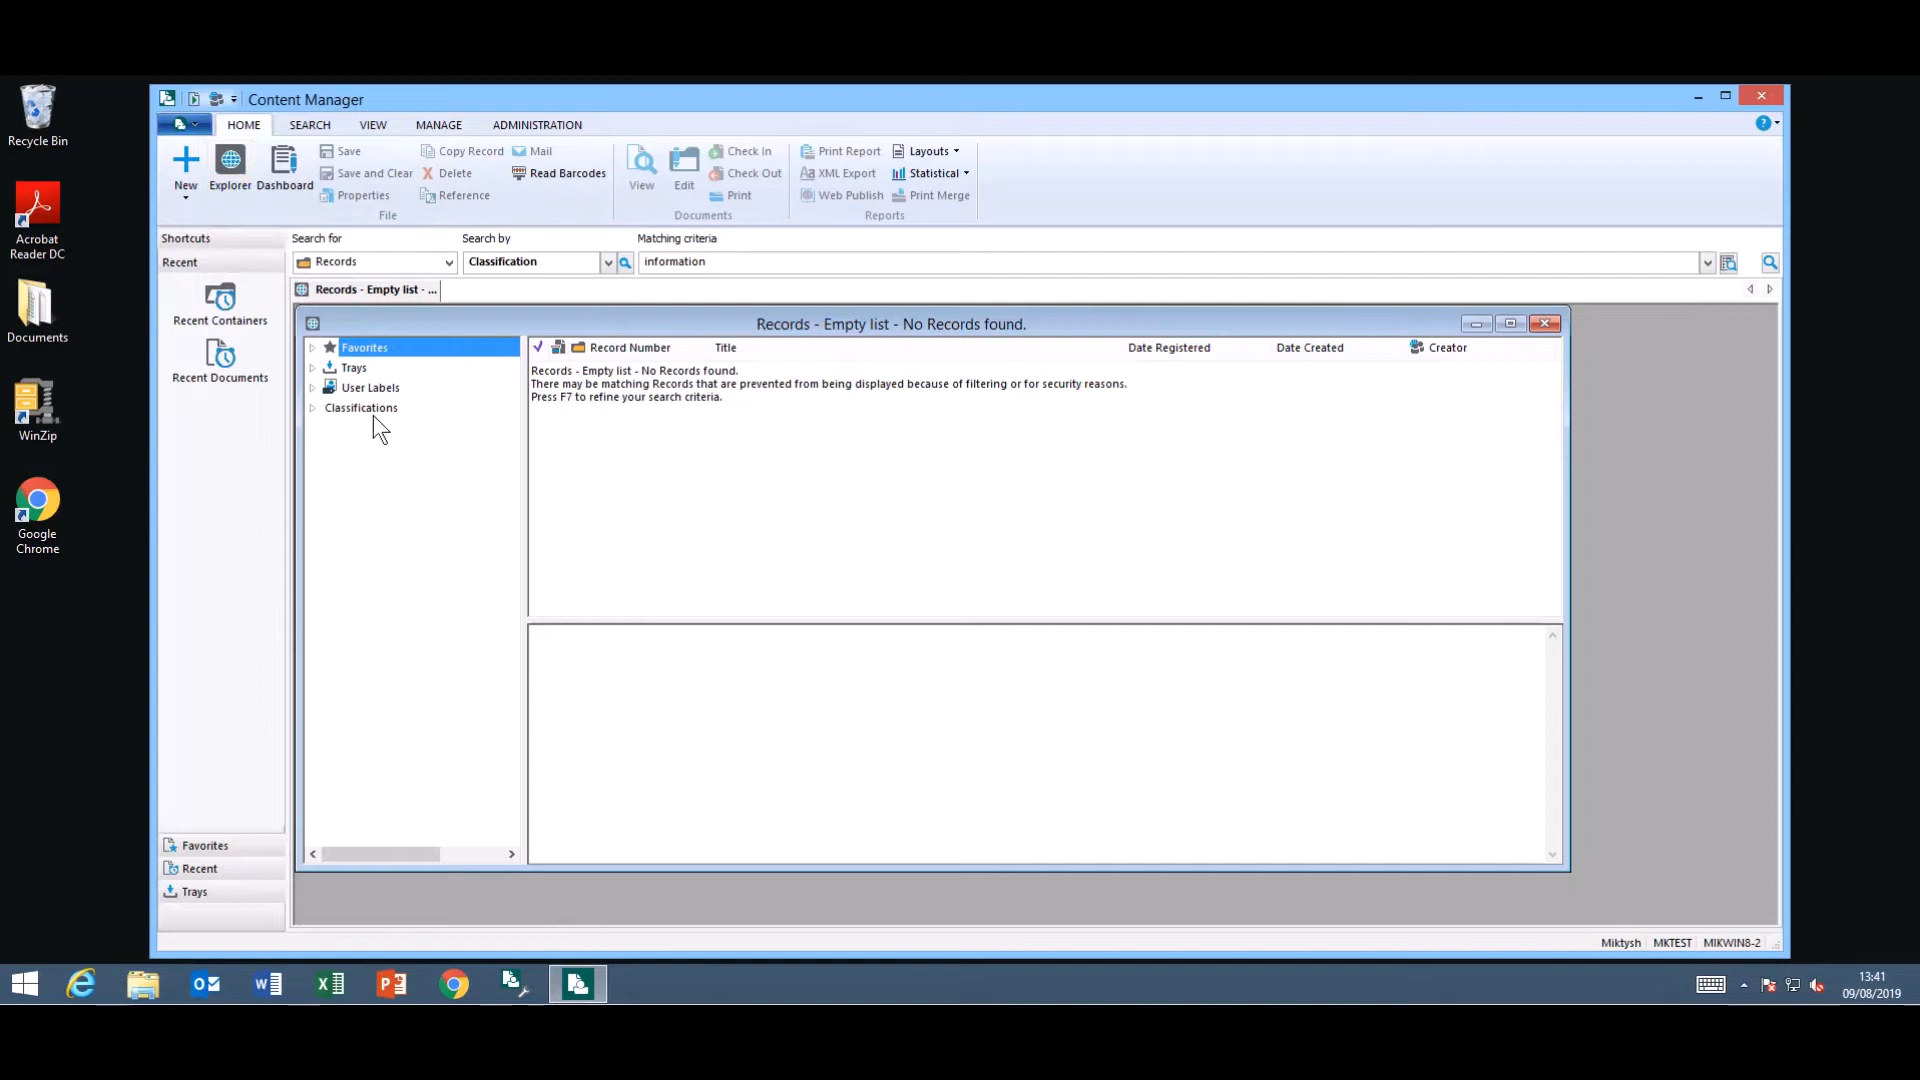 Recycle Bin
Acrobat
Reader DC
Documents
WinZip
Google
Chrome
Content Manager
HOME SEARCH VIEW MANAGE ADMINISTRATION
New Explorer Dashboard
Save
Save and Clear
Properties
Copy Record
Delete
Reference
File
Mail
Read Barcodes
View Edit
Check In
Check Out
Print
Documents
Print Report
XML Export
Web Publish
Layouts
Statistical
Print Merge
Reports
Shortcuts
Recent
Recent Containers
Recent Documents
Favorites
Recent
Trays
Search for Search by Matching criteria
Records Classification information
Records - Empty list - ...
Records - Empty list - No Records found.
Favorites
Trays
User Labels
Classifications
Record Number Title Date Registered Date Created Creator
Records - Empty list - No Records found.
There may be matching Records that are prevented from being displayed because of filtering or for security reasons.
Press F7 to refine your search criteria.
Miktysh MKTEST MIKWIN8-2
13:41
09/08/2019